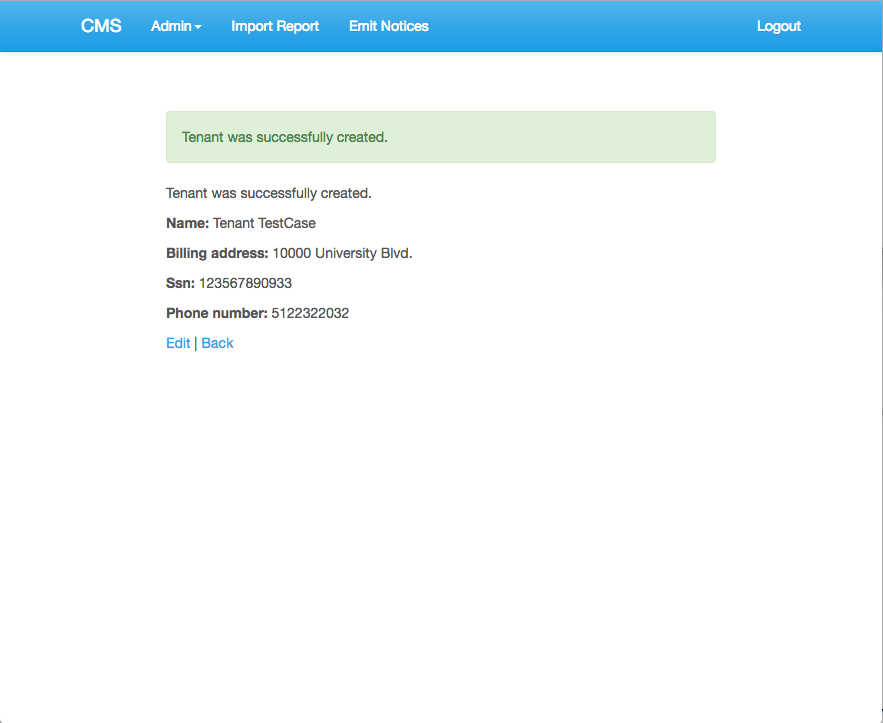 CMS Admin Import Report Emit Notices Logout
Tenant was successfully created.
Tenant was successfully created.
Name: Tenant TestCase
Billing address: 10000 University Blvd.
Ssn: 123567890933
Phone number: 5122322032
Edit | Back